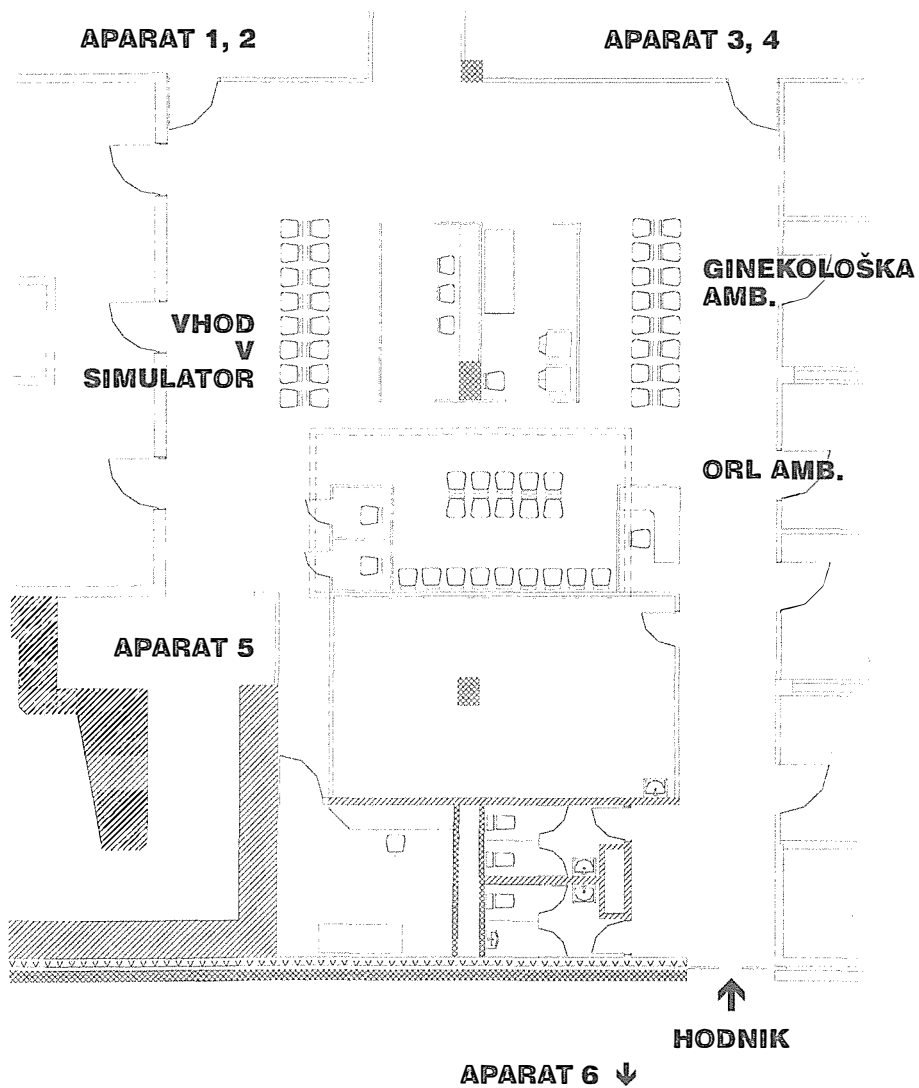 APARAT 1, 2
APARAT 3, 4
GINEKOLOŠKA
AMB.
VHOD
V
SIMULATOR
ORL AMB.
APARAT 5
HODNIK
APARAT 6